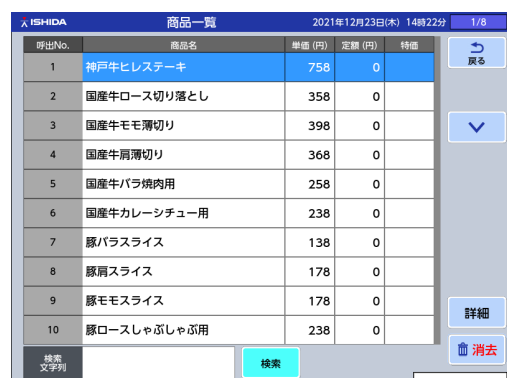 ISHIDA 商品一覧 2021年12月23日(木) 14時22分 1/8
呼出No. 商品名 単価 (円) 定額 (円) 特価 戻る
1 神戸牛ヒレステーキ 758 0
2 国産牛ロース切り落とし 358 0
3 国産牛モモ薄切り 398 0
4 国産牛肩薄切り 368 0
5 国産牛バラ焼肉用 258 0
6 国産牛カレーシチュー用 238 0
7 豚バラスライス 138 0
8 豚肩スライス 178 0
9 豚モモスライス 178 0
詳細
10 豚ロースしゃぶしゃぶ用 238 0
消去
検索
文字列
検索